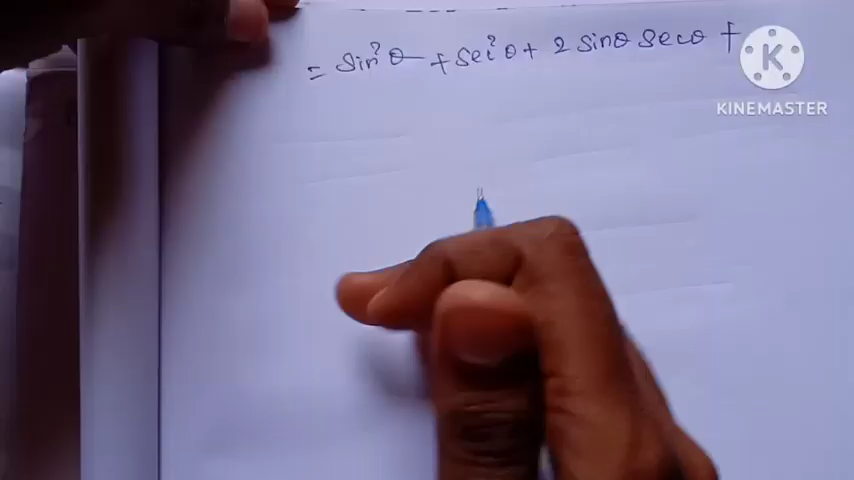 = sin²θ + sec²θ + 2 sinθ secθ +
K
KINEMASTER